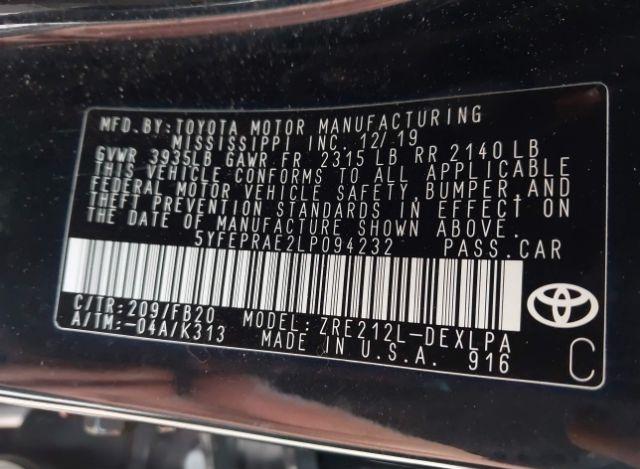 MFD.BY:TOYOTA MOTOR MANUFACTURING
MISSISSIPPI INC. 12/19
GVWR 3935LB GAWR FR 2315 LB RR 2140 LB
THIS VEHICLE CONFORMS TO ALL APPLICABLE
FEDERAL MOTOR VEHICLE SAFETY,BUMPER,AND
THEFT PREVENTION STANDARDS IN EFFECT ON
THE DATE OF MANUFACTURE SHOWN ABOVE.
5YFEPRAE2LP094232 PASS.CAR
C/TR:209/FB20 MODEL: ZRE212L-DEXLPA
A/TM:-04A/K313 MADE IN U.S.A. 916
C